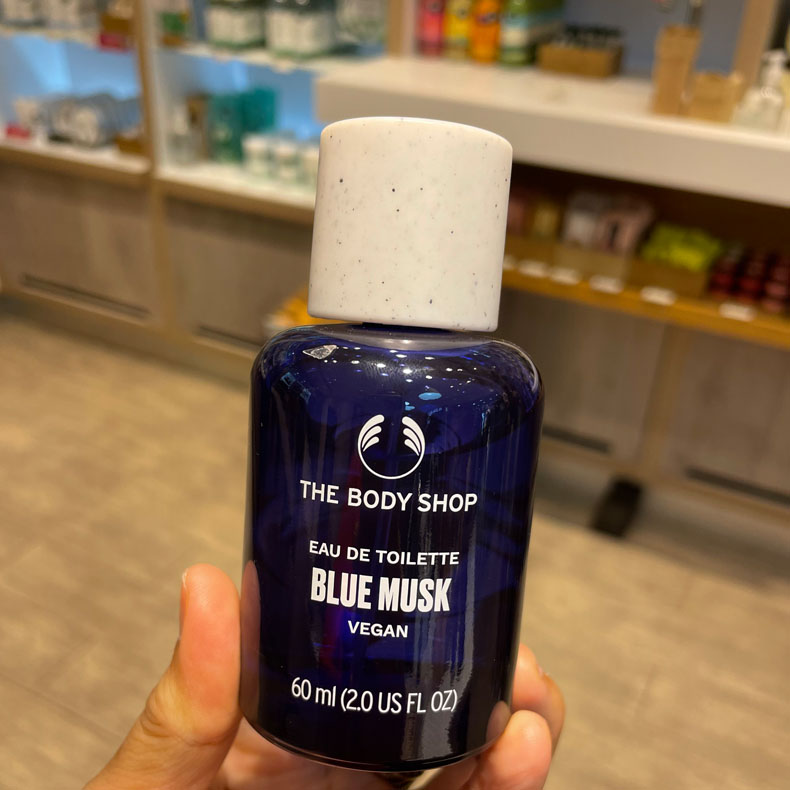 THE BODY SHOP
EAU DE TOILETTE
BLUE MUSK
VEGAN
60 ml (2.0 US FL OZ)